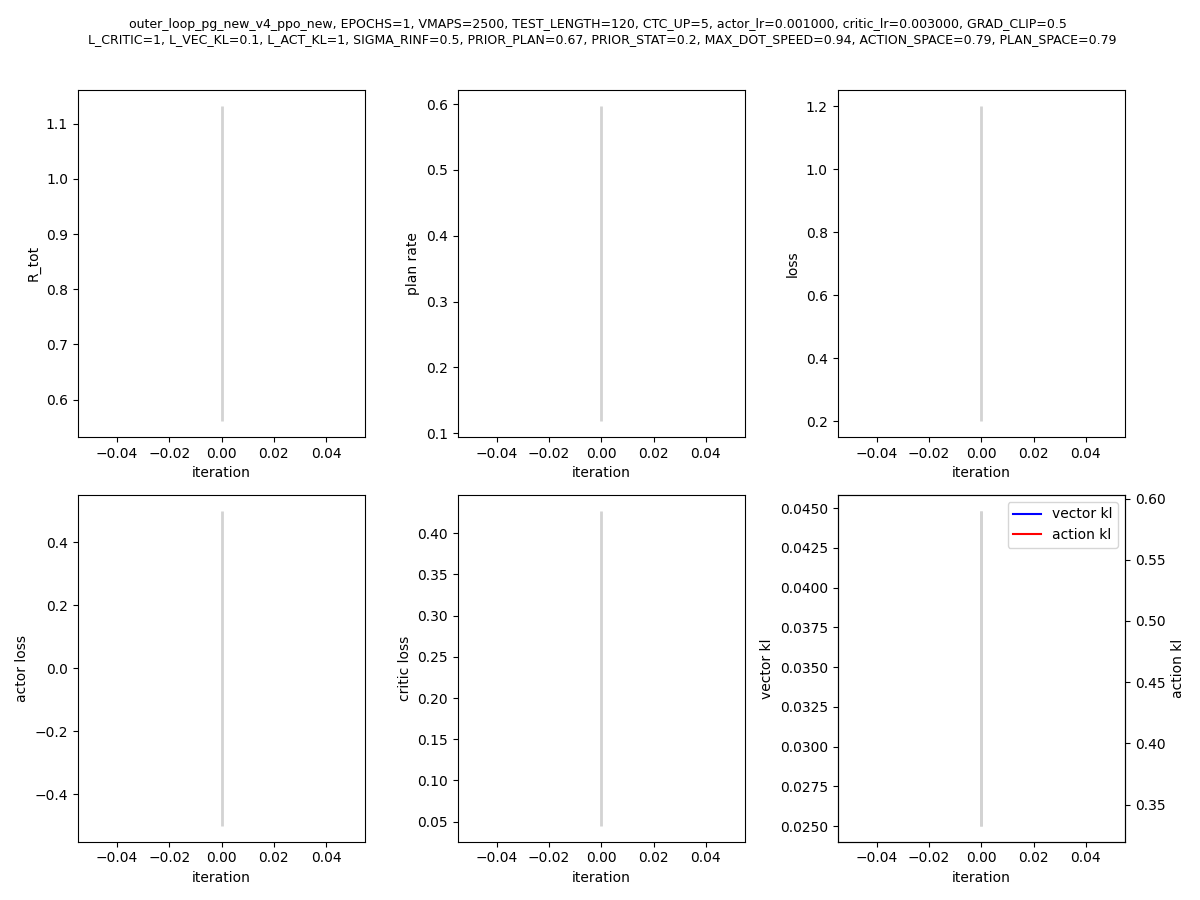 outer_loop_pg_new_v4_ppo_new, EPOCHS=1, VMAPS=2500, TEST_LENGTH=120, CTC_UP=5, actor_lr=0.001000, critic_lr=0.003000, GRAD_CLIP=0.5
L_CRITIC=1, L_VEC_KL=0.1, L_ACT_KL=1, SIGMA_RINF=0.5, PRIOR_PLAN=0.67, PRIOR_STAT=0.2, MAX_DOT_SPEED=0.94, ACTION_SPACE=0.79, PLAN_SPACE=0.79
1.1
1.0
0.9
0.8
0.7
0.6
R_tot
−0.04 −0.02 0.00 0.02 0.04
iteration
0.6
0.5
0.4
0.3
0.2
0.1
plan rate
−0.04 −0.02 0.00 0.02 0.04
iteration
1.2
1.0
0.8
0.6
0.4
0.2
loss
−0.04 −0.02 0.00 0.02 0.04
iteration
0.4
0.2
0.0
−0.2
−0.4
actor loss
−0.04 −0.02 0.00 0.02 0.04
iteration
0.40
0.35
0.30
0.25
0.20
0.15
0.10
0.05
critic loss
−0.04 −0.02 0.00 0.02 0.04
iteration
0.0450
0.0425
0.0400
0.0375
0.0350
0.0325
0.0300
0.0275
0.0250
vector kl
vector kl
action kl
0.60
0.55
0.50
0.45
0.40
0.35
action kl
−0.04 −0.02 0.00 0.02 0.04
iteration